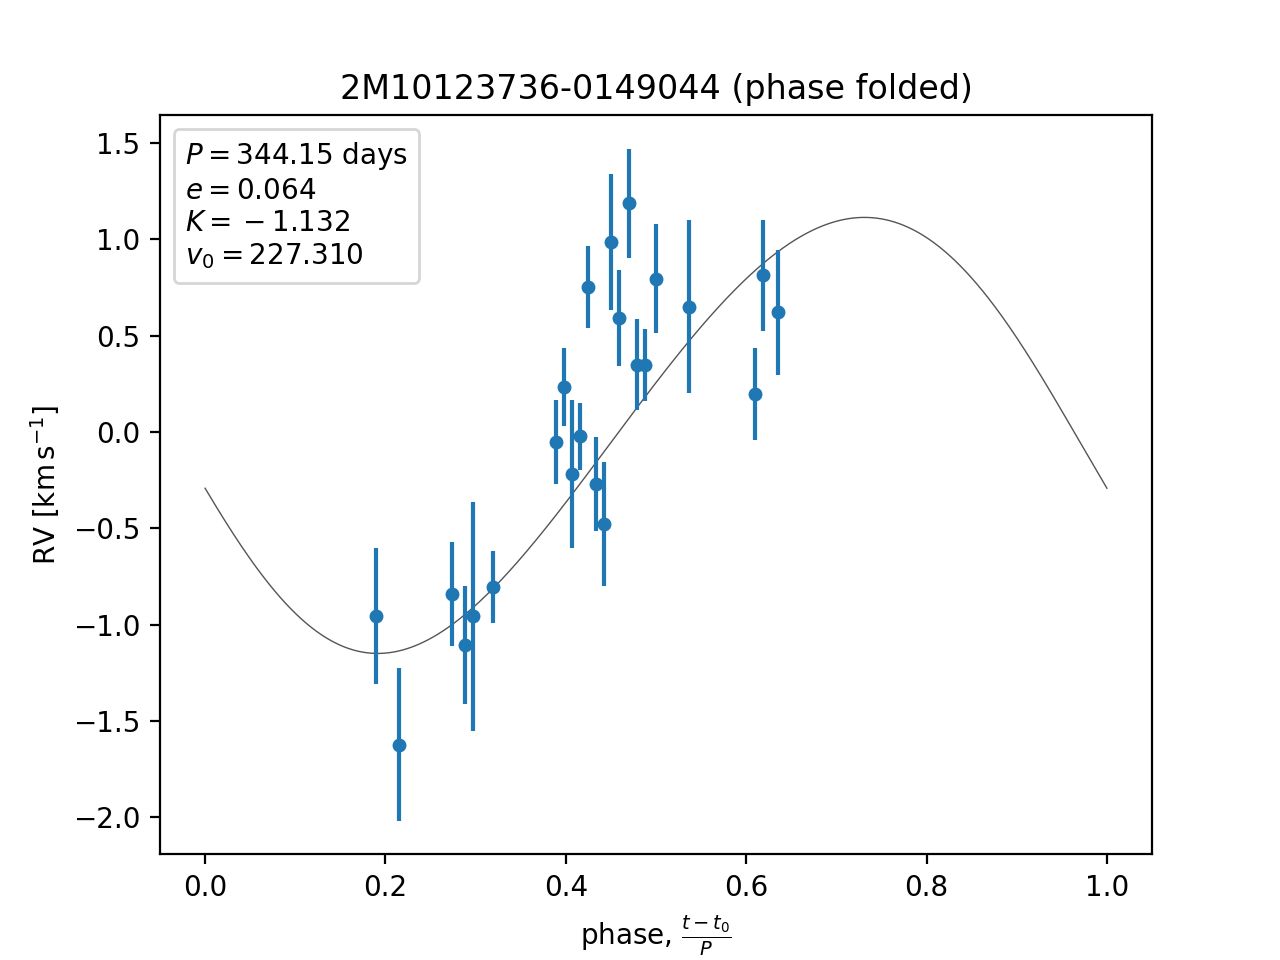 2M10123736-0149044 (phase folded)
P = 344.15 days
e = 0.064
K = −1.132
v₀ = 227.310
1.5
1.0
0.5
0.0
−0.5
−1.0
−1.5
−2.0
RV [km s⁻¹]
0.0 0.2 0.4 0.6 0.8 1.0
phase, (t − t₀)/P